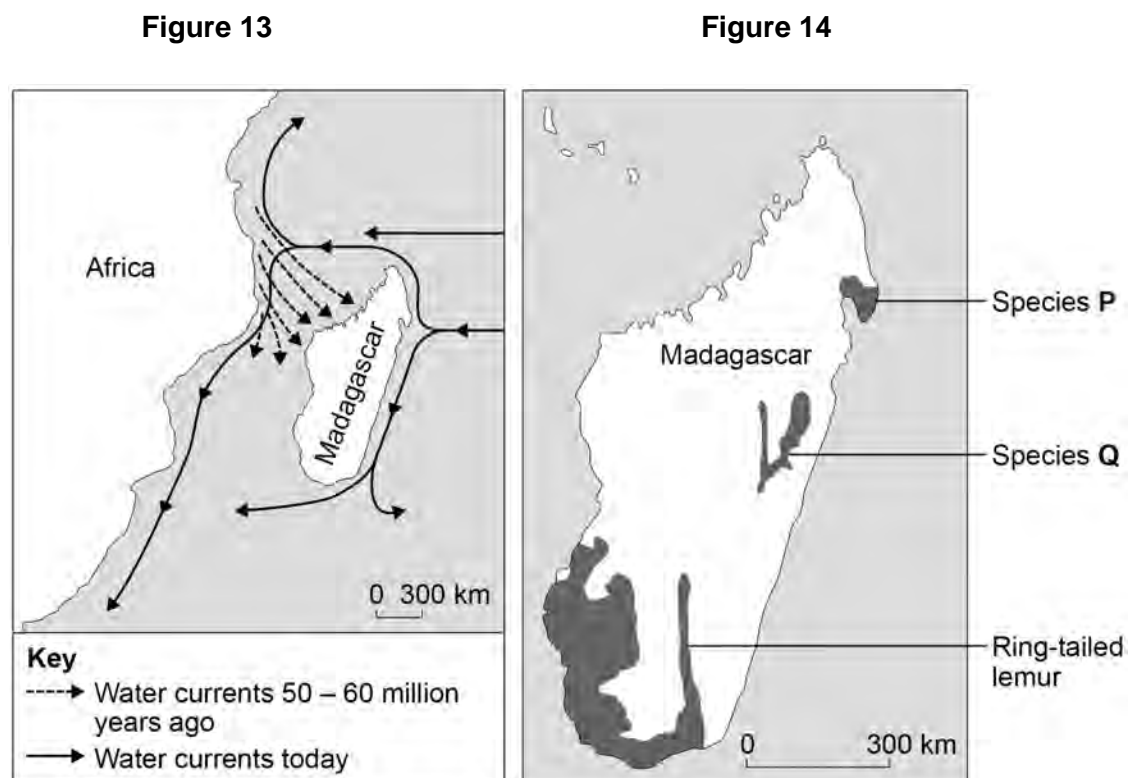 Figure 13
Figure 14
Africa
Madagascar
0 300 km
Key
Water currents 50 – 60 million
years ago
Water currents today
Madagascar
Species P
Species Q
Ring-tailed
lemur
0 300 km